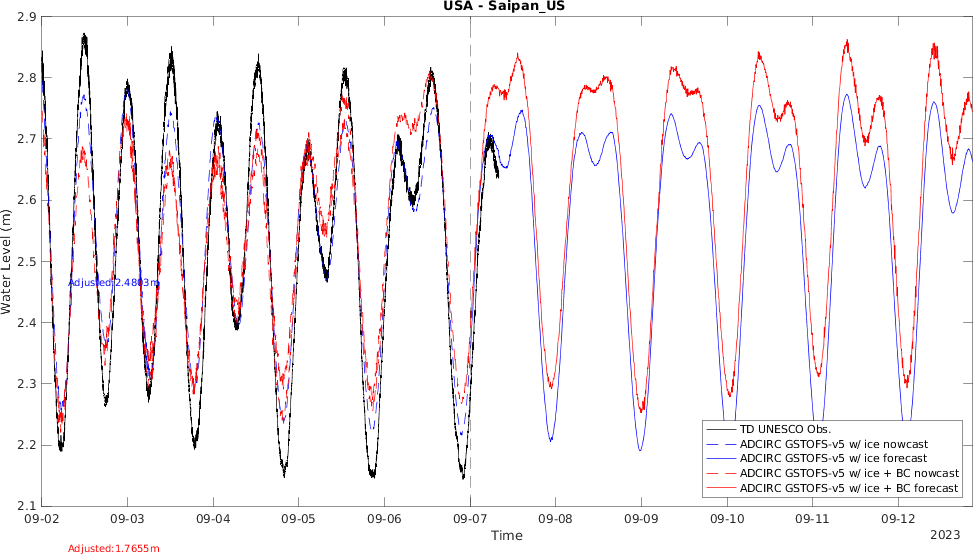 USA - Saipan_US
2.9
2.8
2.7
2.6
2.5
2.4
2.3
2.2
2.1
Water Level (m)
Adjusted:2.4803m
TD UNESCO Obs.
ADCIRC GSTOFS-v5 w/ ice nowcast
ADCIRC GSTOFS-v5 w/ ice forecast
ADCIRC GSTOFS-v5 w/ ice + BC nowcast
ADCIRC GSTOFS-v5 w/ ice + BC forecast
09-02 09-03 09-04 09-05 09-06 09-07 09-08 09-09 09-10 09-11 09-12
Time
2023
Adjusted:1.7655m